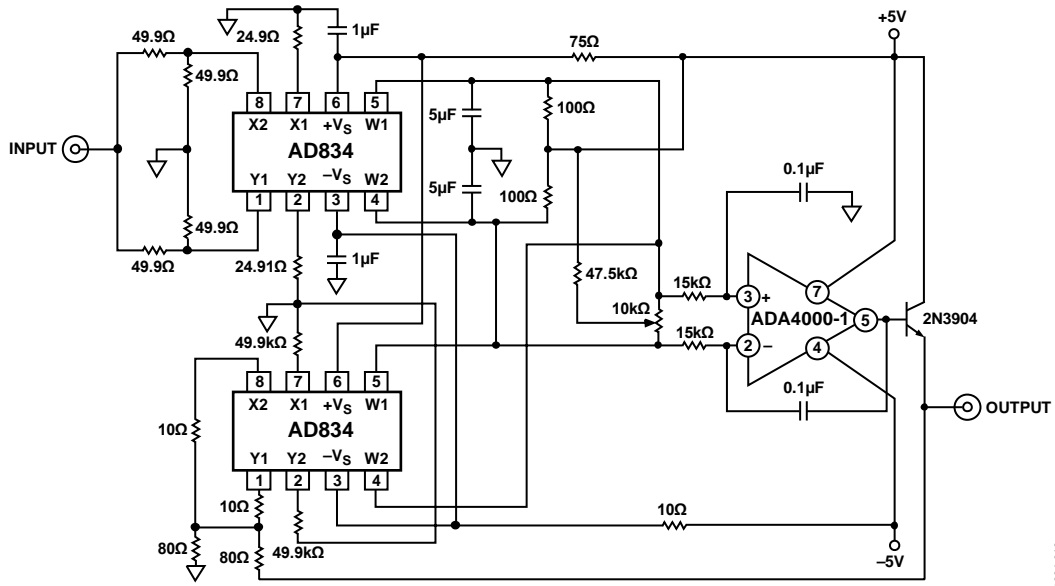 +5V
1µF
49.9Ω
24.9Ω
75Ω
49.9Ω
8 7 6 5
X2 X1 +VS W1
5µF
100Ω
INPUT
AD834
0.1µF
Y1 Y2 –VS W2
5µF
100Ω
1 2 3 4
49.9Ω
49.9Ω
24.91Ω
1µF
47.5kΩ
15kΩ
3 + 7
10kΩ
ADA4000-1 5
2N3904
49.9kΩ
15kΩ
2 – 4
8 7 6 5
X2 X1 +VS W1
0.1µF
OUTPUT
AD834
10Ω
Y1 Y2 –VS W2
1 2 3 4
10Ω
10Ω
80Ω
80Ω
49.9kΩ
–5V